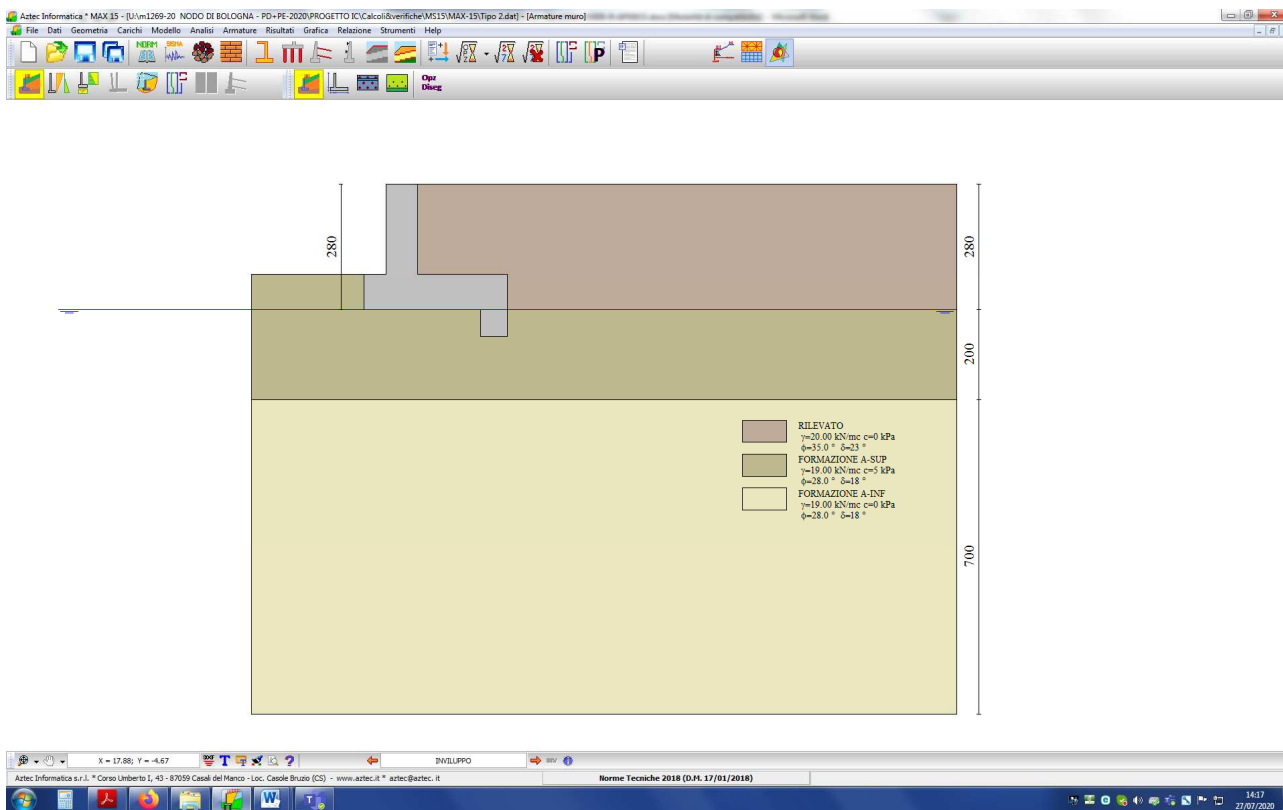 Aztec Informatica * MAX 15 - [U:\m1269-20 NODO DI BOLOGNA - PD+PE-2020\PROGETTO IC\Calcoli&verifiche\MS15\MAX-15\Tipo 2.dat] - [Armature muro]
File Dati Geometria Carichi Modello Analisi Armature Risultati Grafica Relazione Strumenti Help
NORM
SISMA
Opz
Diseg
280
280
200
RILEVATO
γ=20.00 kN/mc c=0 kPa
ϕ=35.0 ° δ=23 °
FORMAZIONE A-SUP
γ=19.00 kN/mc c=5 kPa
ϕ=28.0 ° δ=18 °
FORMAZIONE A-INF
γ=19.00 kN/mc c=0 kPa
ϕ=28.0 ° δ=18 °
700
X = 17.88; Y = -4.67
INVILUPPO
INV
Aztec Informatica s.r.l. * Corso Umberto I, 43 - 87059 Casali del Manco - Loc. Casole Bruzio (CS) - www.aztec.it * aztec@aztec. it
Norme Tecniche 2018 (D.M. 17/01/2018)
14:17
27/07/2020